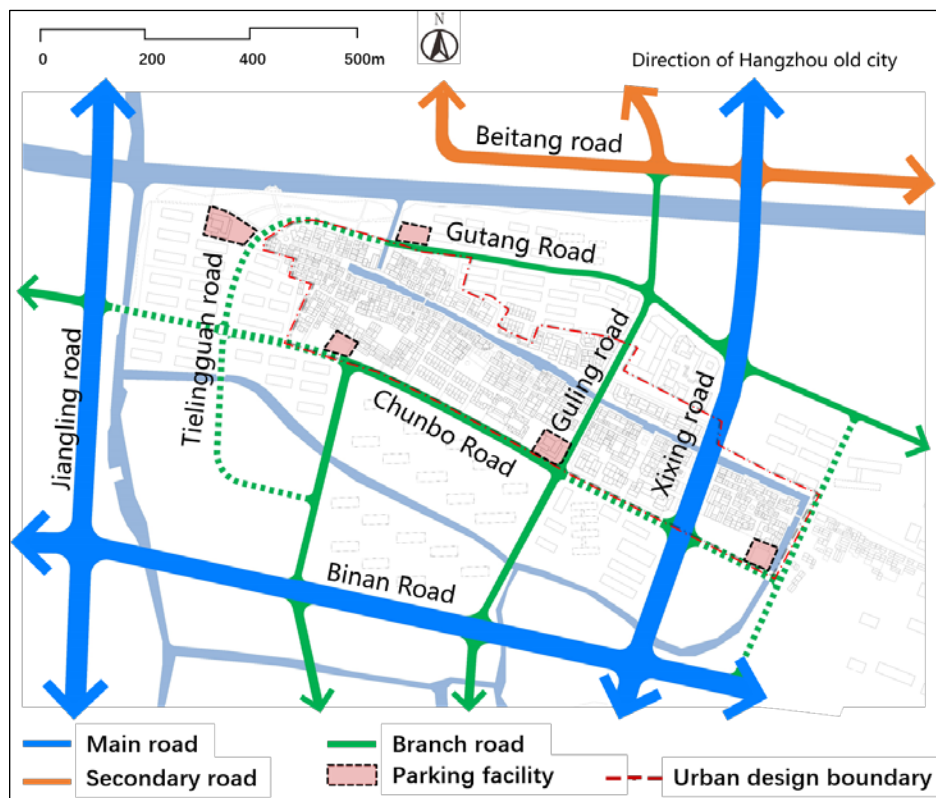 N
0 200 400 500m
Direction of Hangzhou old city
Beitang road
Gutang Road
Tielingguan road
Jiangling road
Guling road
Chunbo Road
Xixing road
Binan Road
Main road
Branch road
Secondary road
Parking facility
Urban design boundary